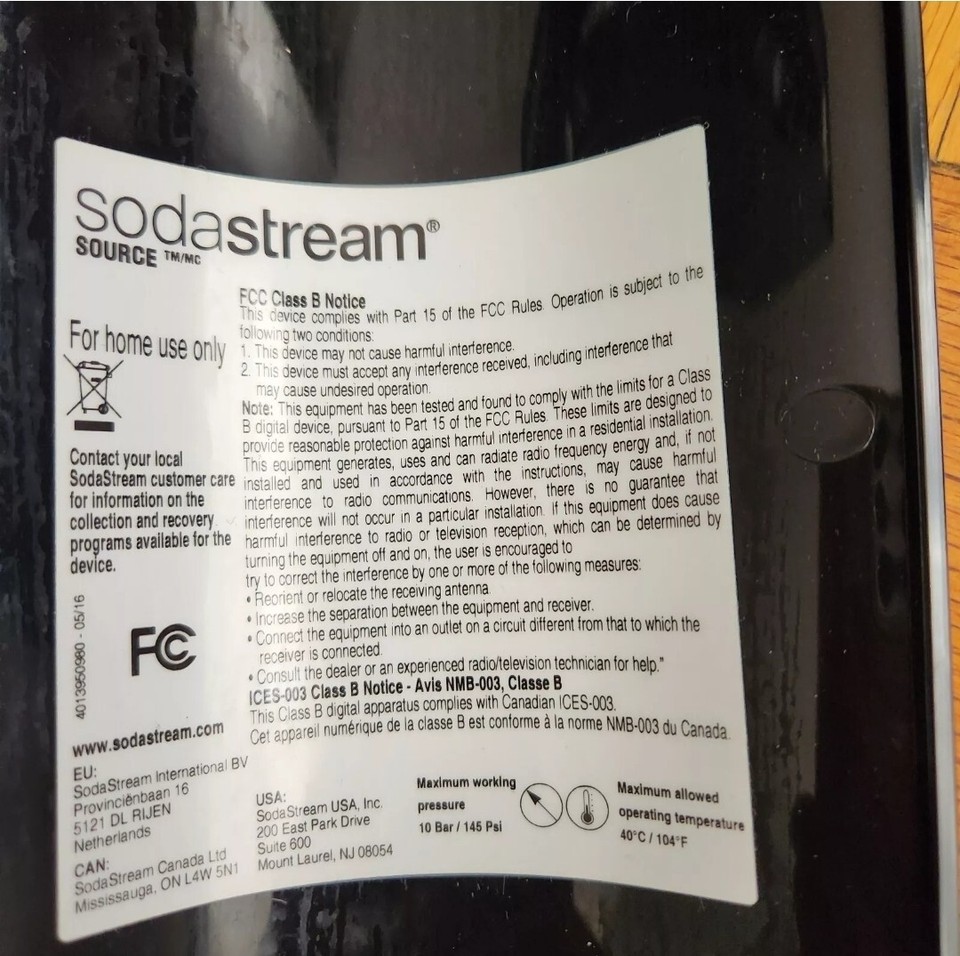 sodastream®
SOURCE TM/MC
For home use only
Contact your local
SodaStream customer care
for information on the
collection and recovery
programs available for the
device.
4013950980 - 05/16
FC
FCC Class B Notice
This device complies with Part 15 of the FCC Rules. Operation is subject to the
following two conditions:
1. This device may not cause harmful interference.
2. This device must accept any interference received, including interference that
may cause undesired operation.
Note: This equipment has been tested and found to comply with the limits for a Class
B digital device, pursuant to Part 15 of the FCC Rules. These limits are designed to
provide reasonable protection against harmful interference in a residential installation.
This equipment generates, uses and can radiate radio frequency energy and, if not
installed and used in accordance with the instructions, may cause harmful
interference to radio communications. However, there is no guarantee that
interference will not occur in a particular installation. If this equipment does cause
harmful interference to radio or television reception, which can be determined by
turning the equipment off and on, the user is encouraged to
try to correct the interference by one or more of the following measures:
• Reorient or relocate the receiving antenna.
• Increase the separation between the equipment and receiver.
• Connect the equipment into an outlet on a circuit different from that to which the
receiver is connected.
• Consult the dealer or an experienced radio/television technician for help."
ICES-003 Class B Notice - Avis NMB-003, Classe B
This Class B digital apparatus complies with Canadian ICES-003.
Cet appareil numérique de la classe B est conforme à la norme NMB-003 du Canada.
www.sodastream.com
EU:
SodaStream International BV
Provinciënbaan 16
5121 DL RIJEN
Netherlands
CAN:
SodaStream Canada Ltd
Mississauga, ON L4W 5N1
USA:
SodaStream USA, Inc.
200 East Park Drive
Suite 600
Mount Laurel, NJ 08054
Maximum working
pressure
10 Bar / 145 Psi
Maximum allowed
operating temperature
40°C / 104°F